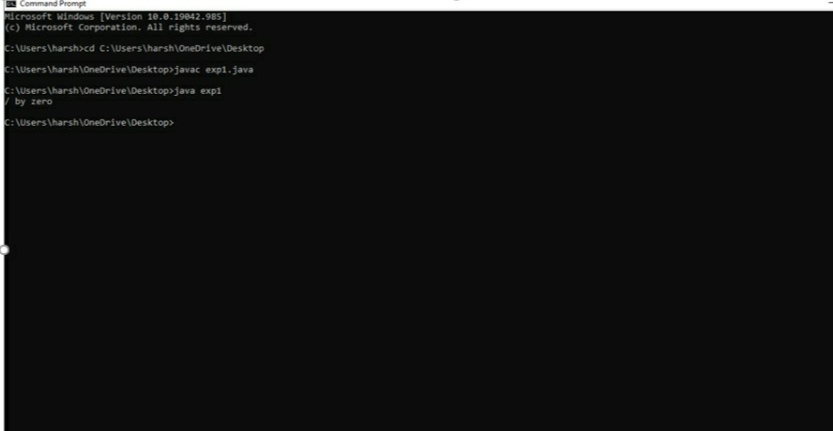 Command Prompt
Microsoft Windows [Version 10.0.19042.985]
(c) Microsoft Corporation. All rights reserved.
C:\Users\harsh>cd C:\Users\harsh\OneDrive\Desktop
C:\Users\harsh\OneDrive\Desktop>javac exp1.java
C:\Users\harsh\OneDrive\Desktop>java exp1
/ by zero
C:\Users\harsh\OneDrive\Desktop>